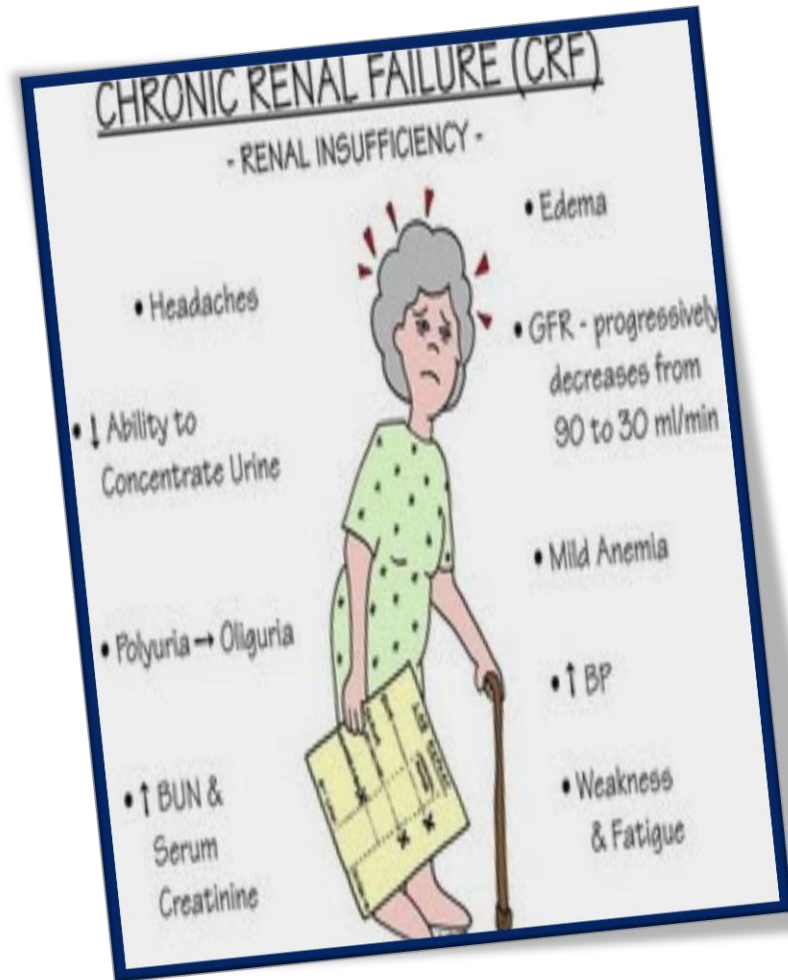 CHRONIC RENAL FAILURE (CRF)
- RENAL INSUFFICIENCY -
• Headaches
• ↓ Ability to
Concentrate Urine
• Polyuria → Oliguria
• ↑ BUN &
Serum
Creatinine
• Edema
• GFR - progressively
decreases from
90 to 30 ml/min
• Mild Anemia
• ↑ BP
• Weakness
& Fatigue